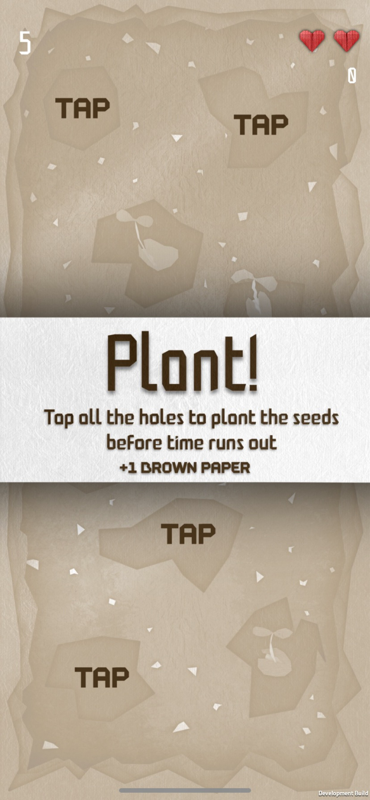 5
0
TAP
TAP
Plant!
Tap all the holes to plant the seeds
before time runs out
+1 BROWN PAPER
TAP
TAP
Development Build